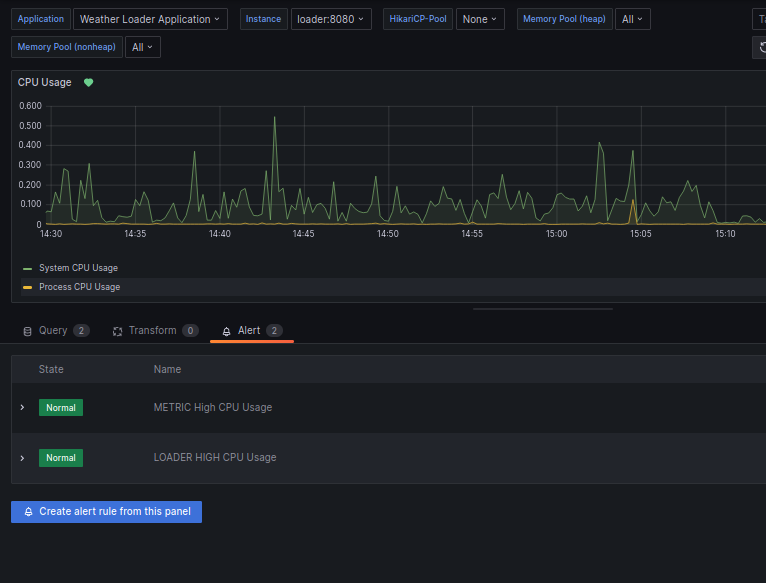 Application Weather Loader Application Instance loader:8080 HikariCP-Pool None Memory Pool (heap) All
Memory Pool (nonheap) All
CPU Usage
0.600
0.500
0.400
0.300
0.200
0.100
0
14:30 14:35 14:40 14:45 14:50 14:55 15:00 15:05 15:10
System CPU Usage
Process CPU Usage
Query 2 Transform 0 Alert 2
State Name
Normal METRIC High CPU Usage
Normal LOADER HIGH CPU Usage
Create alert rule from this panel